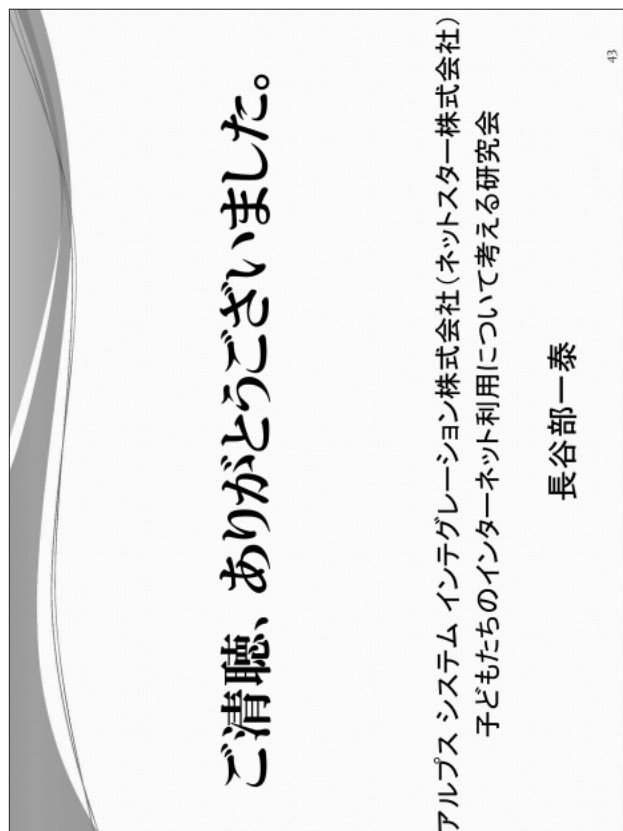 ご清聴、ありがとうございました。
アルプス システム インテグレーション株式会社（ネットスター株式会社）
子どもたちのインターネット利用について考える研究会
長谷部一泰
43